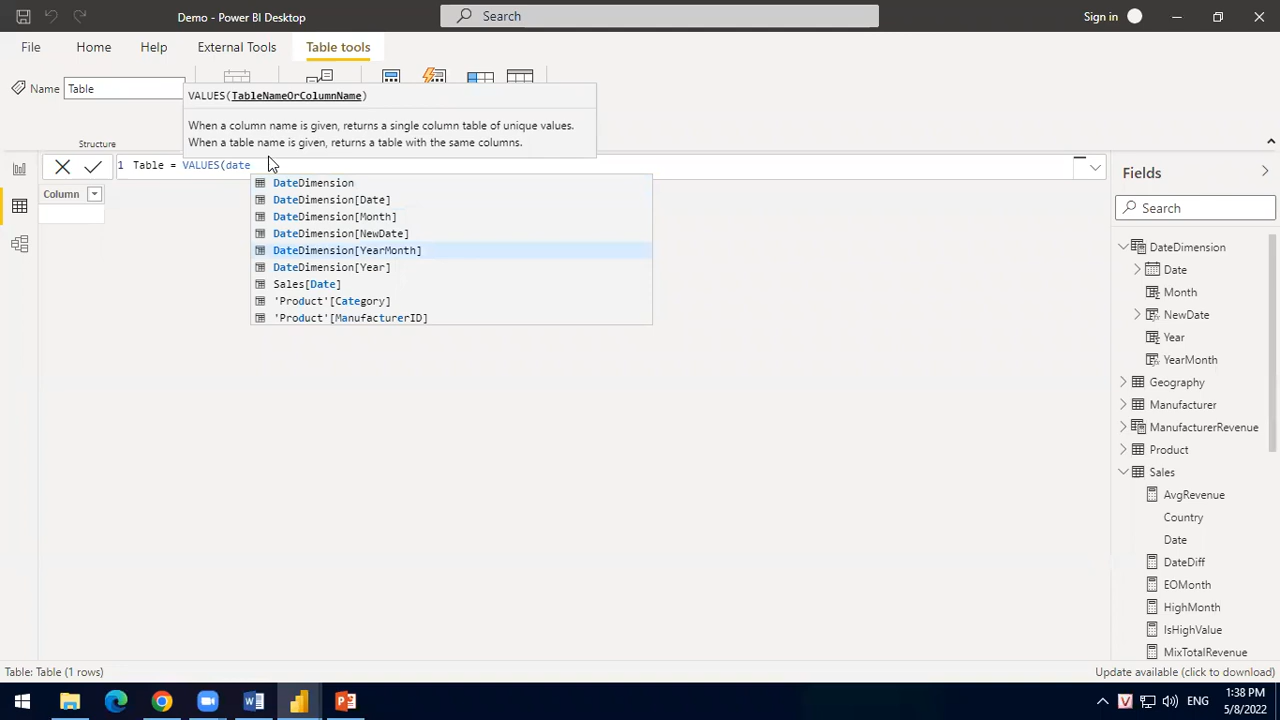 Demo - Power BI Desktop
Search
Sign in
File
Home
Help
External Tools
Table tools
Name
Table
VALUES(TableNameOrColumnName)
When a column name is given, returns a single column table of unique values.
When a table name is given, returns a table with the same columns.
Structure
1 Table = VALUES(date
Column
DateDimension
DateDimension[Date]
DateDimension[Month]
DateDimension[NewDate]
DateDimension[YearMonth]
DateDimension[Year]
Sales[Date]
'Product'[Category]
'Product'[ManufacturerID]
Fields
Search
DateDimension
Date
Month
NewDate
Year
YearMonth
Geography
Manufacturer
ManufacturerRevenue
Product
Sales
AvgRevenue
Country
Date
DateDiff
EOMonth
HighMonth
IsHighValue
MixTotalRevenue
Table: Table (1 rows)
Update available (click to download)
ENG
1:38 PM
5/8/2022